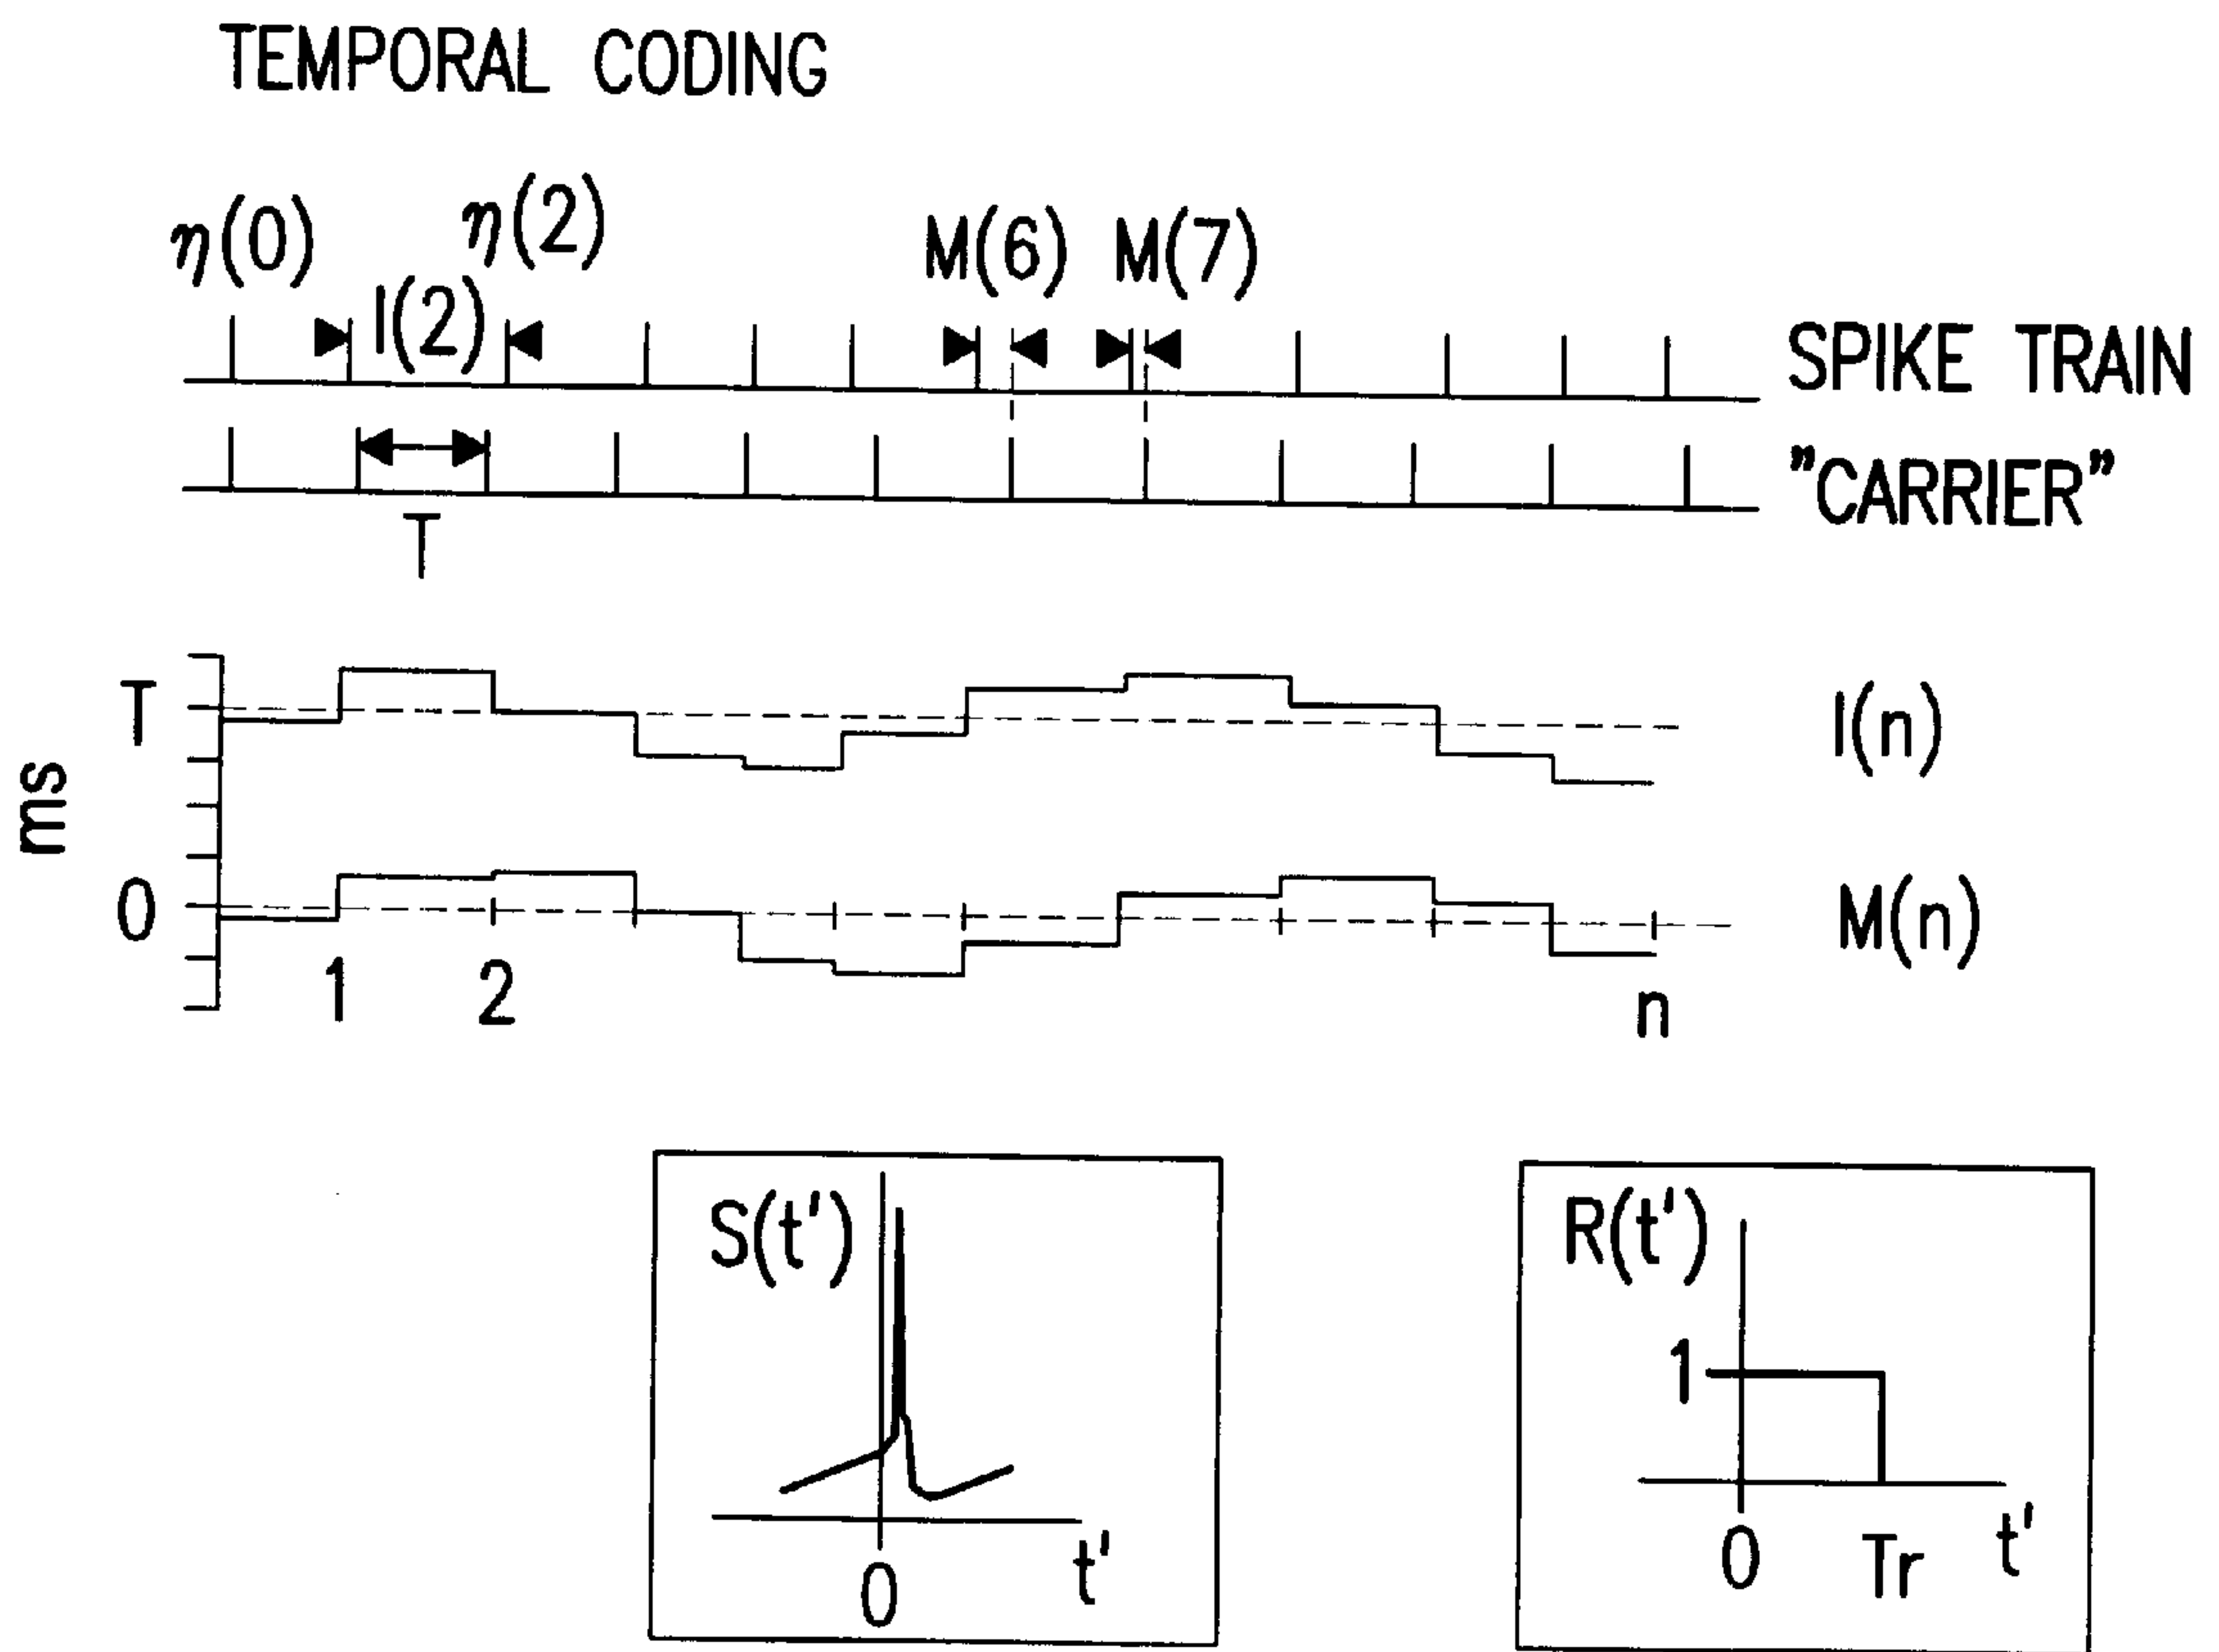 TEMPORAL CODING
η(0) η(2) M(6) M(7)
I(2)
SPIKE TRAIN
"CARRIER"
T
T
I(n)
ms
0
M(n)
1 2 n
S(t') R(t')
1
0 t' 0 Tr t'